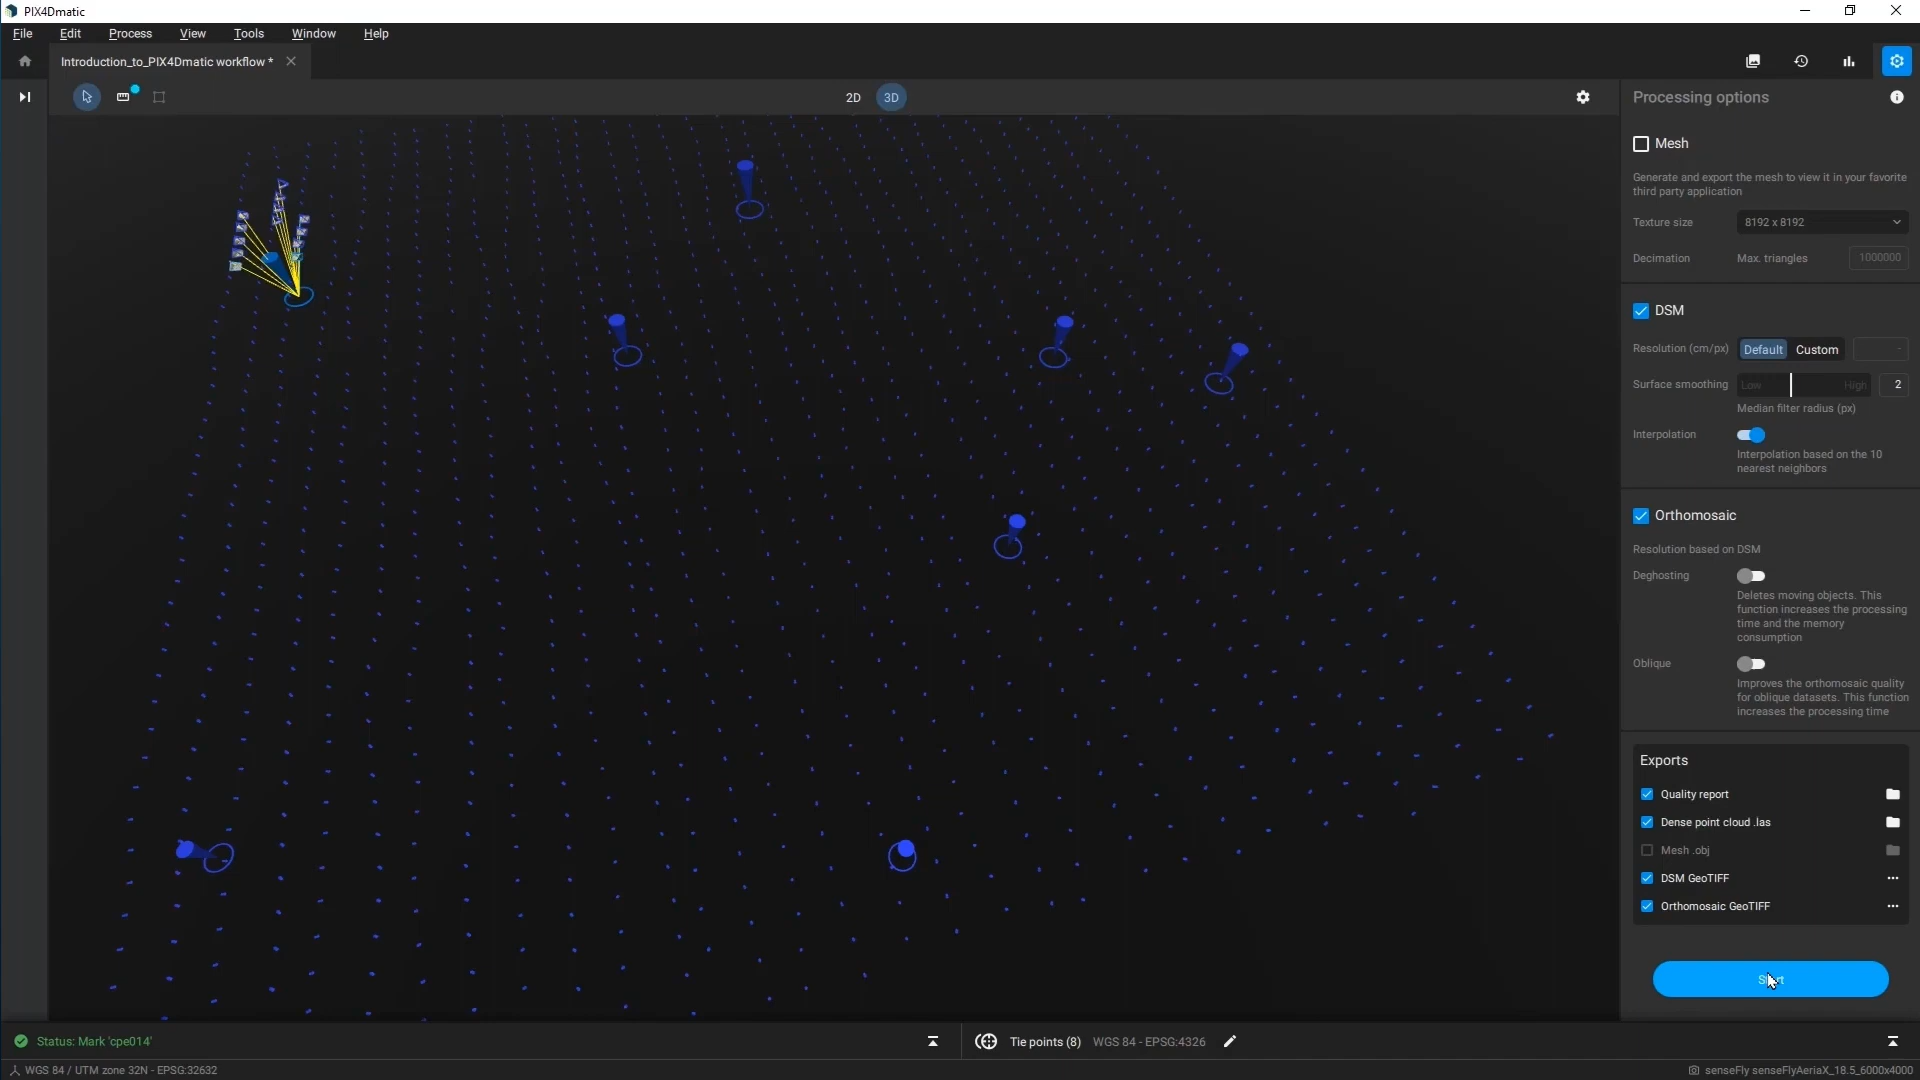 PIX4Dmatic
File Edit Process View Tools Window Help
Introduction_to_PIX4Dmatic workflow *
2D 3D
Processing options
Mesh
Generate and export the mesh to view it in your favorite
third party application
Texture size 8192 x 8192
Decimation Max. triangles 1000000
DSM
Resolution (cm/px) Default Custom -
Surface smoothing Low High 2
Median filter radius (px)
Interpolation
Interpolation based on the 10
nearest neighbors
Orthomosaic
Resolution based on DSM
Deghosting
Deletes moving objects. This
function increases the processing
time and the memory
consumption
Oblique
Improves the orthomosaic quality
for oblique datasets. This function
increases the processing time
Exports
Quality report
Dense point cloud .las
Mesh .obj
DSM GeoTIFF
Orthomosaic GeoTIFF
Start
Status: Mark 'cpe014'
Tie points (8) WGS 84 - EPSG:4326
WGS 84 / UTM zone 32N - EPSG:32632
senseFly senseFlyAeriaX_18.5_6000x4000